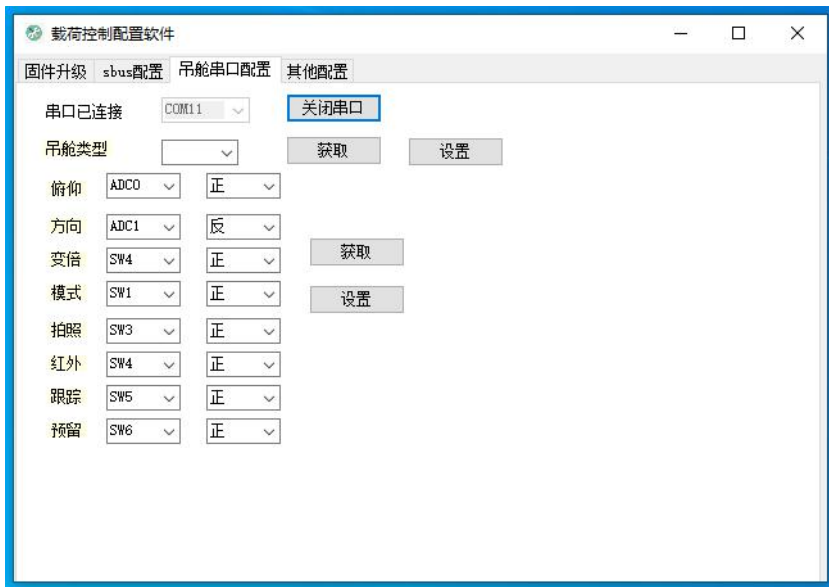 载荷控制配置软件
固件升级 sbus配置 吊舱串口配置 其他配置
串口已连接 COM11 关闭串口
吊舱类型 获取 设置
俯仰 ADC0 正
方向 ADC1 反
变倍 SW4 正
获取
模式 SW1 正
设置
拍照 SW3 正
红外 SW4 正
跟踪 SW5 正
预留 SW6 正